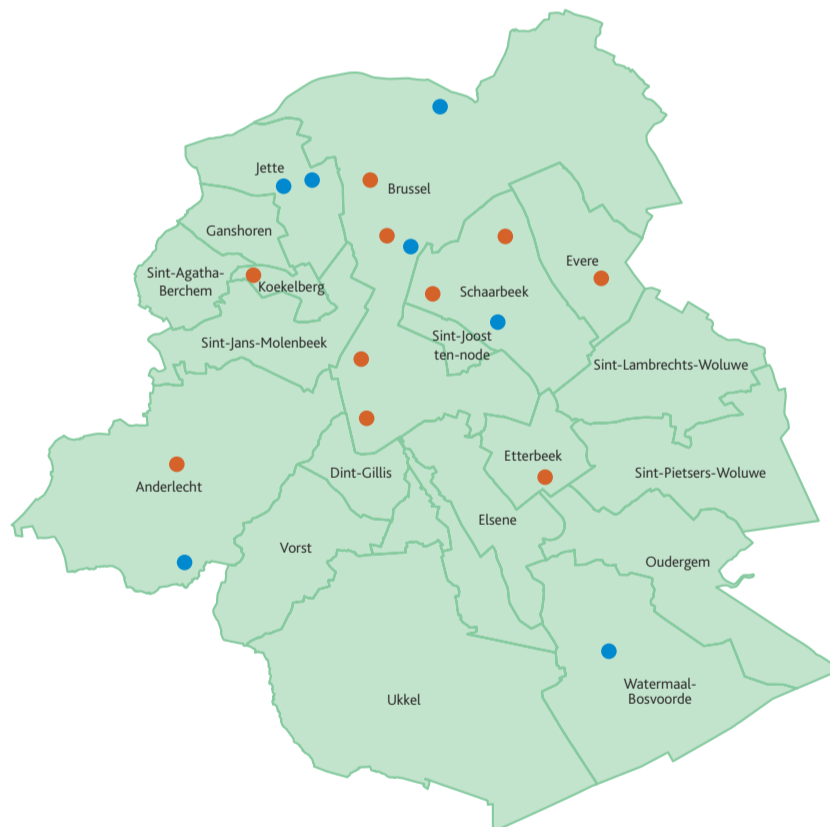 Jette
Brussel
Ganshoren
Evere
Sint-Agatha-
Berchem
Koekelberg
Schaarbeek
Sint-Jans-Molenbeek
Sint-Joost
ten-node
Sint-Lambrechts-Woluwe
Etterbeek
Dint-Gillis
Sint-Pietsers-Woluwe
Anderlecht
Elsene
Vorst
Oudergem
Watermaal-
Bosvoorde
Ukkel